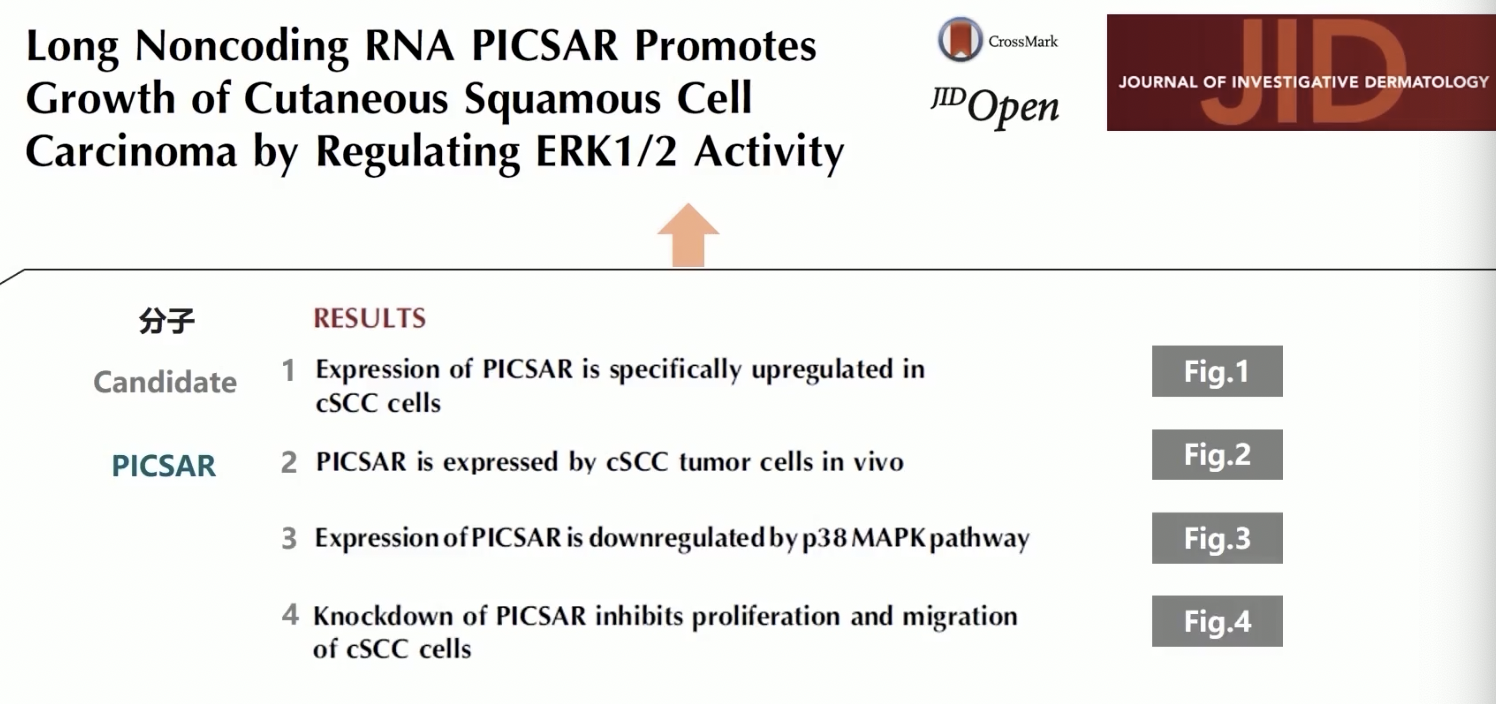 Long Noncoding RNA PICSAR Promotes
Growth of Cutaneous Squamous Cell
Carcinoma by Regulating ERK1/2 Activity
CrossMark
JID Open
JID
JOURNAL OF INVESTIGATIVE DERMATOLOGY
分子
RESULTS
Candidate
1 Expression of PICSAR is specifically upregulated in
cSCC cells
Fig.1
PICSAR
2 PICSAR is expressed by cSCC tumor cells in vivo
Fig.2
3 Expression of PICSAR is downregulated by p38 MAPK pathway
Fig.3
4 Knockdown of PICSAR inhibits proliferation and migration
of cSCC cells
Fig.4